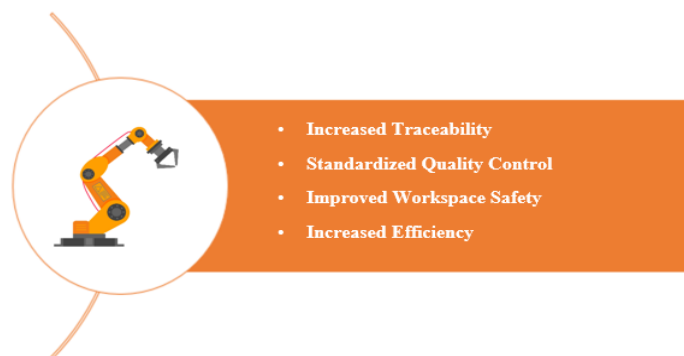 • Increased Traceability
• Standardized Quality Control
• Improved Workspace Safety
• Increased Efficiency